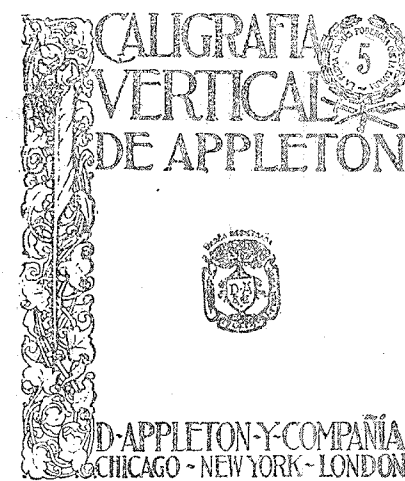 CALIGRAFIA
VERTICAL
5
DE APPLETON
D-APPLETON-Y-COMPAÑIA
CHICAGO - NEW YORK - LONDON